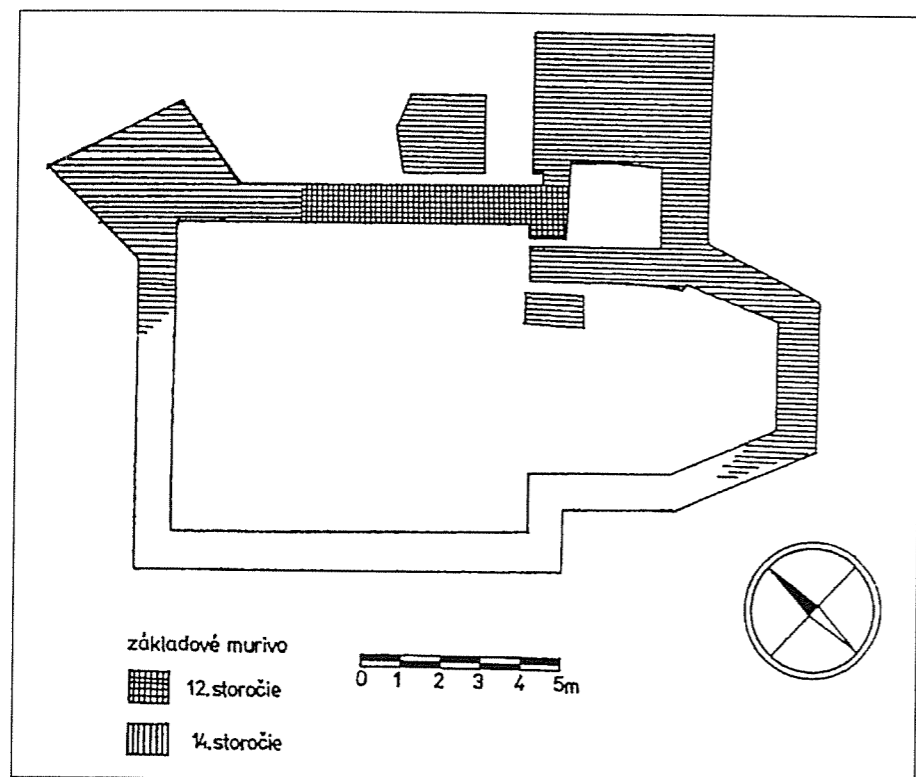 základové murivo
12. storočie
14. storočie
0 1 2 3 4 5m